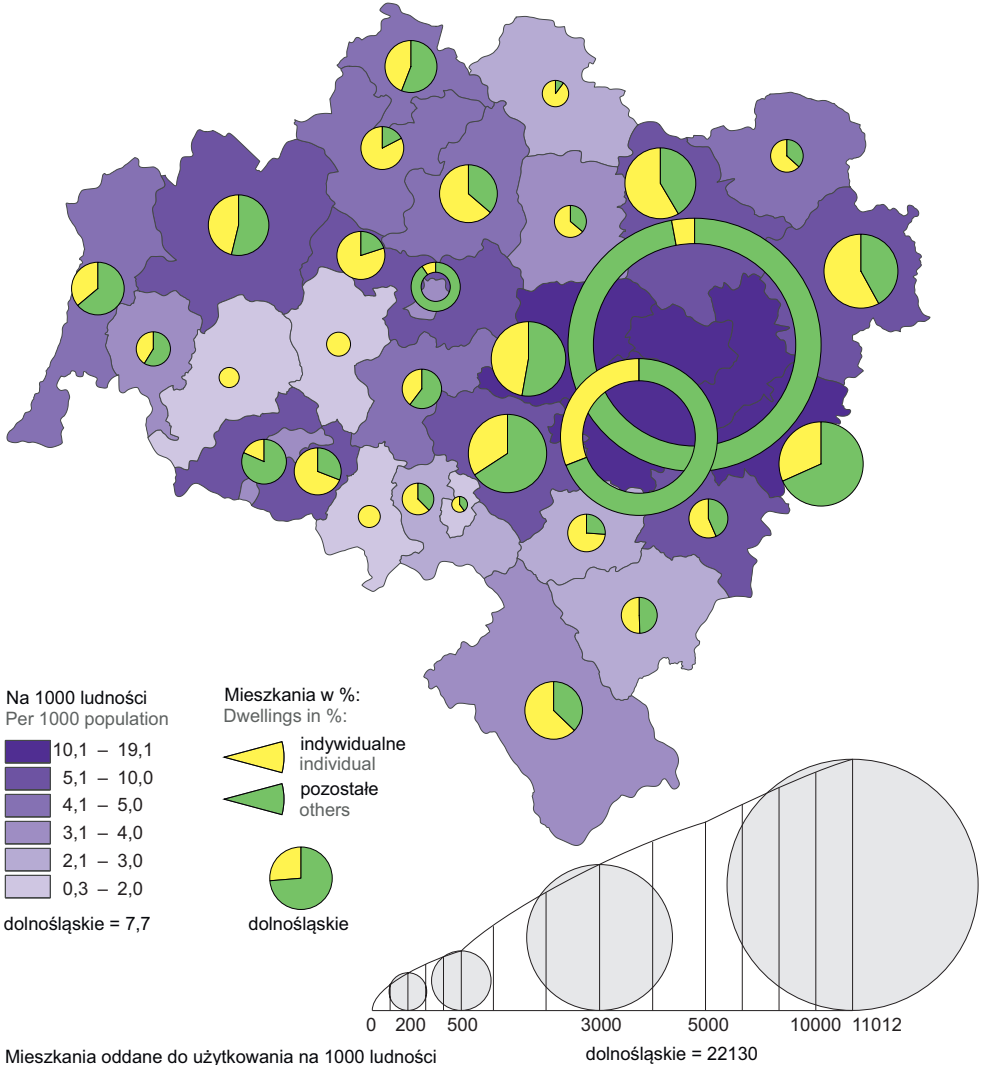 Na 1000 ludności
Per 1000 population
10,1 – 19,1
5,1 – 10,0
4,1 – 5,0
3,1 – 4,0
2,1 – 3,0
0,3 – 2,0
dolnośląskie = 7,7
Mieszkania w %:
Dwellings in %:
indywidualne
individual
pozostałe
others
dolnośląskie
0 200 500 3000 5000 10000 11012
dolnośląskie = 22130
Mieszkania oddane do użytkowania na 1000 ludności